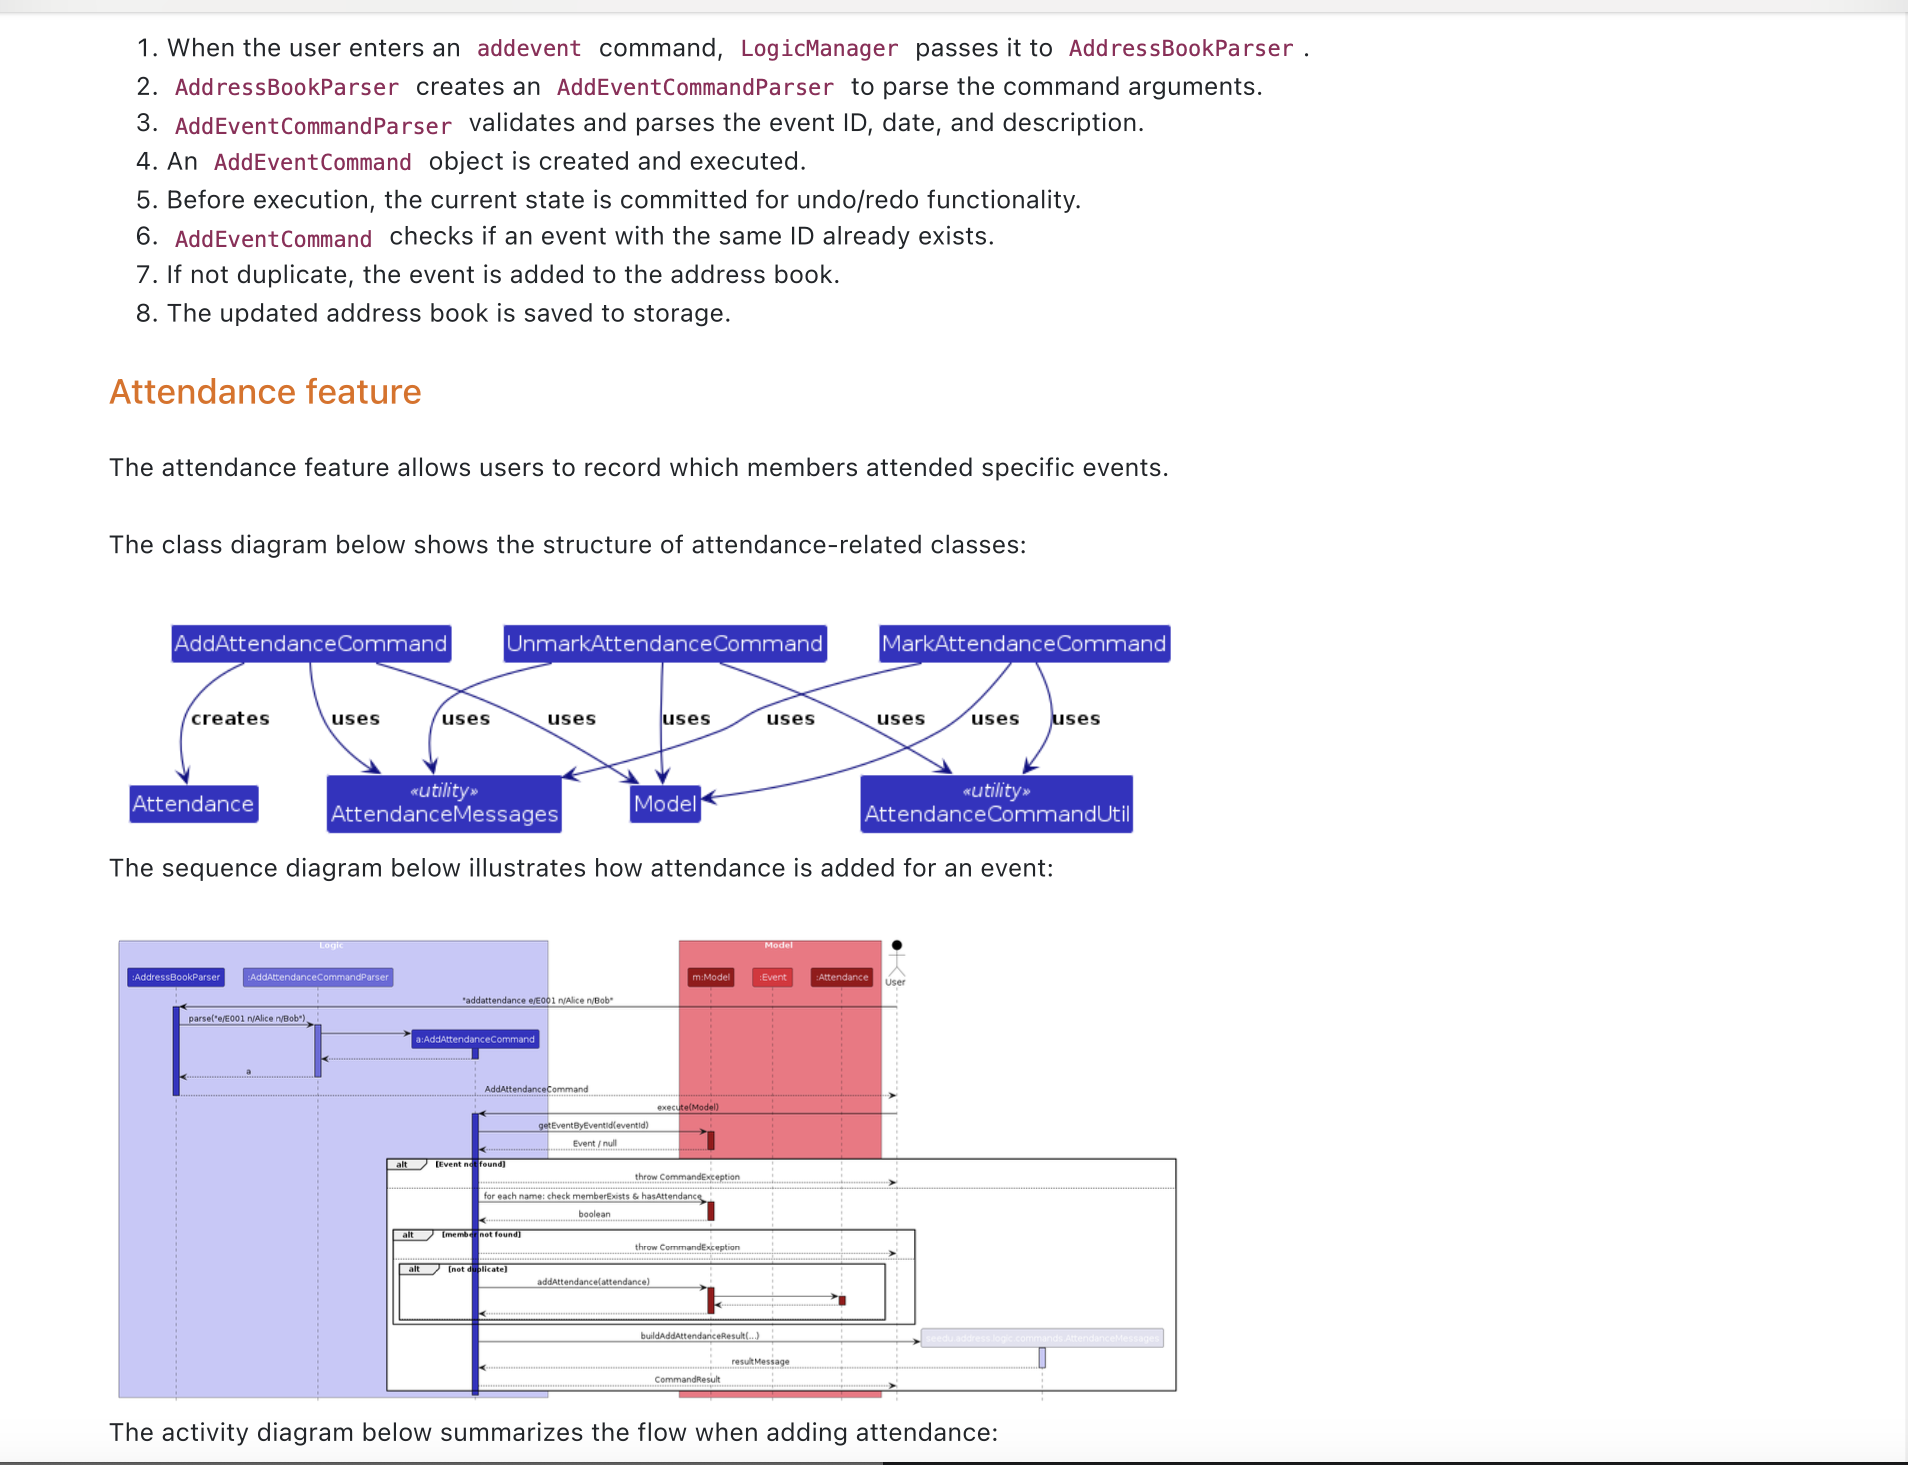 1. When the user enters an addevent command, LogicManager passes it to AddressBookParser .
2. AddressBookParser creates an AddEventCommandParser to parse the command arguments.
3. AddEventCommandParser validates and parses the event ID, date, and description.
4. An AddEventCommand object is created and executed.
5. Before execution, the current state is committed for undo/redo functionality.
6. AddEventCommand checks if an event with the same ID already exists.
7. If not duplicate, the event is added to the address book.
8. The updated address book is saved to storage.
Attendance feature
The attendance feature allows users to record which members attended specific events.
The class diagram below shows the structure of attendance-related classes:
AddAttendanceCommand UnmarkAttendanceCommand MarkAttendanceCommand
creates uses uses uses uses uses uses uses uses
Attendance «utility» AttendanceMessages Model «utility» AttendanceCommandUtil
The sequence diagram below illustrates how attendance is added for an event:
Logic Model
:AddressBookParser :AddAttendanceCommandParser m:Model :Event :Attendance User
"addattendance e/E001 n/Alice n/Bob"
parse("e/E001 n/Alice n/Bob")
a:AddAttendanceCommand
a
AddAttendanceCommand
execute(Model)
getEventByEventId(eventId)
Event / null
alt [Event not found]
throw CommandException
for each name: check memberExists & hasAttendance
boolean
alt [member not found]
throw CommandException
alt [not duplicate]
addAttendance(attendance)
buildAddAttendanceResult(...) seedu.address.logic.commands.AttendanceMessages
resultMessage
CommandResult
The activity diagram below summarizes the flow when adding attendance: